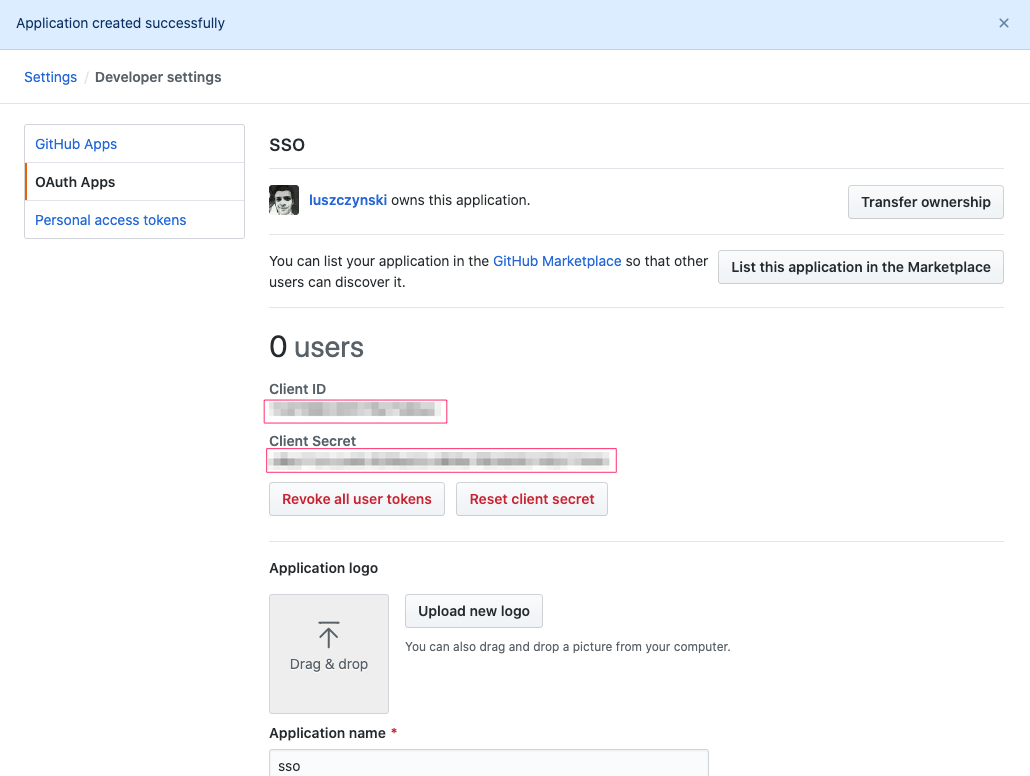 Application created successfully
Settings / Developer settings
GitHub Apps
OAuth Apps
Personal access tokens
SSO
luszczynski owns this application.
Transfer ownership
You can list your application in the GitHub Marketplace so that other
users can discover it.
List this application in the Marketplace
0 users
Client ID
Client Secret
Revoke all user tokens
Reset client secret
Application logo
Drag & drop
Upload new logo
You can also drag and drop a picture from your computer.
Application name *
sso